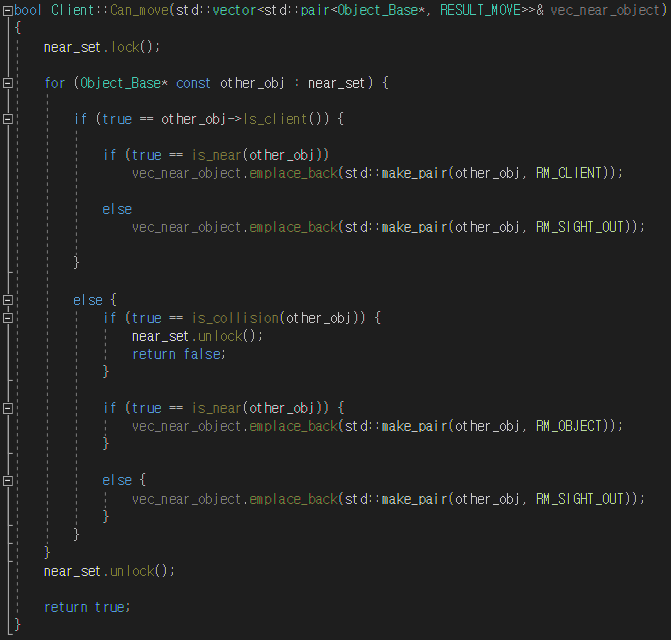 bool Client::Can_move(std::vector<std::pair<Object_Base*, RESULT_MOVE>>& vec_near_object)
{
    near_set.lock();

    for (Object_Base* const other_obj : near_set) {

        if (true == other_obj->Is_client()) {

            if (true == is_near(other_obj))
                vec_near_object.emplace_back(std::make_pair(other_obj, RM_CLIENT));

            else
                vec_near_object.emplace_back(std::make_pair(other_obj, RM_SIGHT_OUT));

        }

        else {
            if (true == is_collision(other_obj)) {
                near_set.unlock();
                return false;
            }

            if (true == is_near(other_obj)) {
                vec_near_object.emplace_back(std::make_pair(other_obj, RM_OBJECT));
            }

            else {
                vec_near_object.emplace_back(std::make_pair(other_obj, RM_SIGHT_OUT));
            }
        }
    }
    near_set.unlock();

    return true;
}